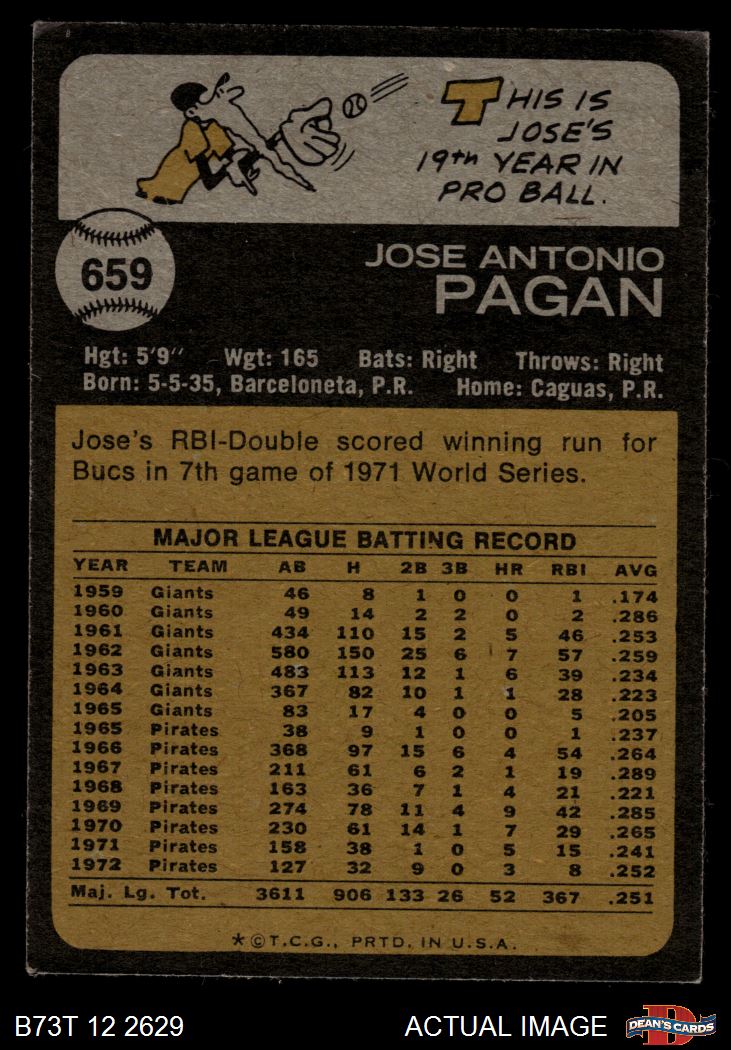 THIS IS
JOSE'S
19th YEAR IN
PRO BALL.
659
JOSE ANTONIO
PAGAN
Hgt: 5'9" Wgt: 165 Bats: Right Throws: Right
Born: 5-5-35, Barceloneta, P.R. Home: Caguas, P.R.
Jose's RBI-Double scored winning run for
Bucs in 7th game of 1971 World Series.
MAJOR LEAGUE BATTING RECORD
YEAR TEAM AB H 2B 3B HR RBI AVG
1959 Giants 46 8 1 0 0 1 .174
1960 Giants 49 14 2 2 0 2 .286
1961 Giants 434 110 15 2 5 46 .253
1962 Giants 580 150 25 6 7 57 .259
1963 Giants 483 113 12 1 6 39 .234
1964 Giants 367 82 10 1 1 28 .223
1965 Giants 83 17 4 0 0 5 .205
1965 Pirates 38 9 1 0 0 1 .237
1966 Pirates 368 97 15 6 4 54 .264
1967 Pirates 211 61 6 2 1 19 .289
1968 Pirates 163 36 7 1 4 21 .221
1969 Pirates 274 78 11 4 9 42 .285
1970 Pirates 230 61 14 1 7 29 .265
1971 Pirates 158 38 1 0 5 15 .241
1972 Pirates 127 32 9 0 3 8 .252
Maj. Lg. Tot. 3611 906 133 26 52 367 .251
*©T.C.G., PRTD. IN U.S.A.
B73T 12 2629 ACTUAL IMAGE DEAN'S CARDS